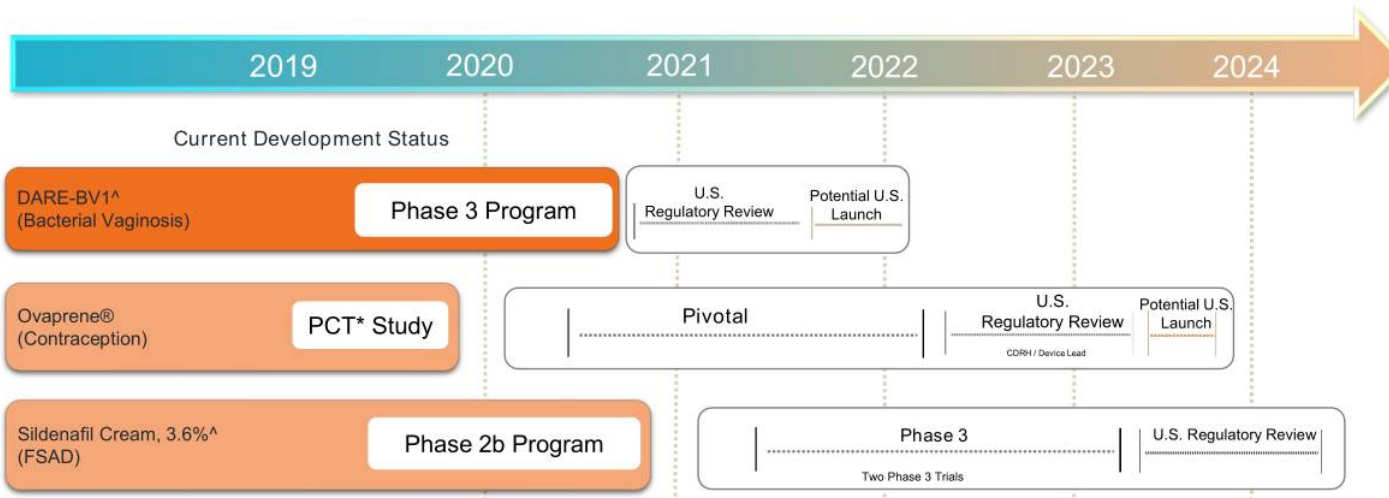 2019 2020 2021 2022 2023 2024
Current Development Status
DARE-BV1^
(Bacterial Vaginosis)
Phase 3 Program
U.S.
Regulatory Review
Potential U.S.
Launch
Ovaprene®
(Contraception)
PCT* Study
Pivotal
U.S.
Regulatory Review
CDRH / Device Lead
Potential U.S.
Launch
Sildenafil Cream, 3.6%^
(FSAD)
Phase 2b Program
Phase 3
Two Phase 3 Trials
U.S. Regulatory Review